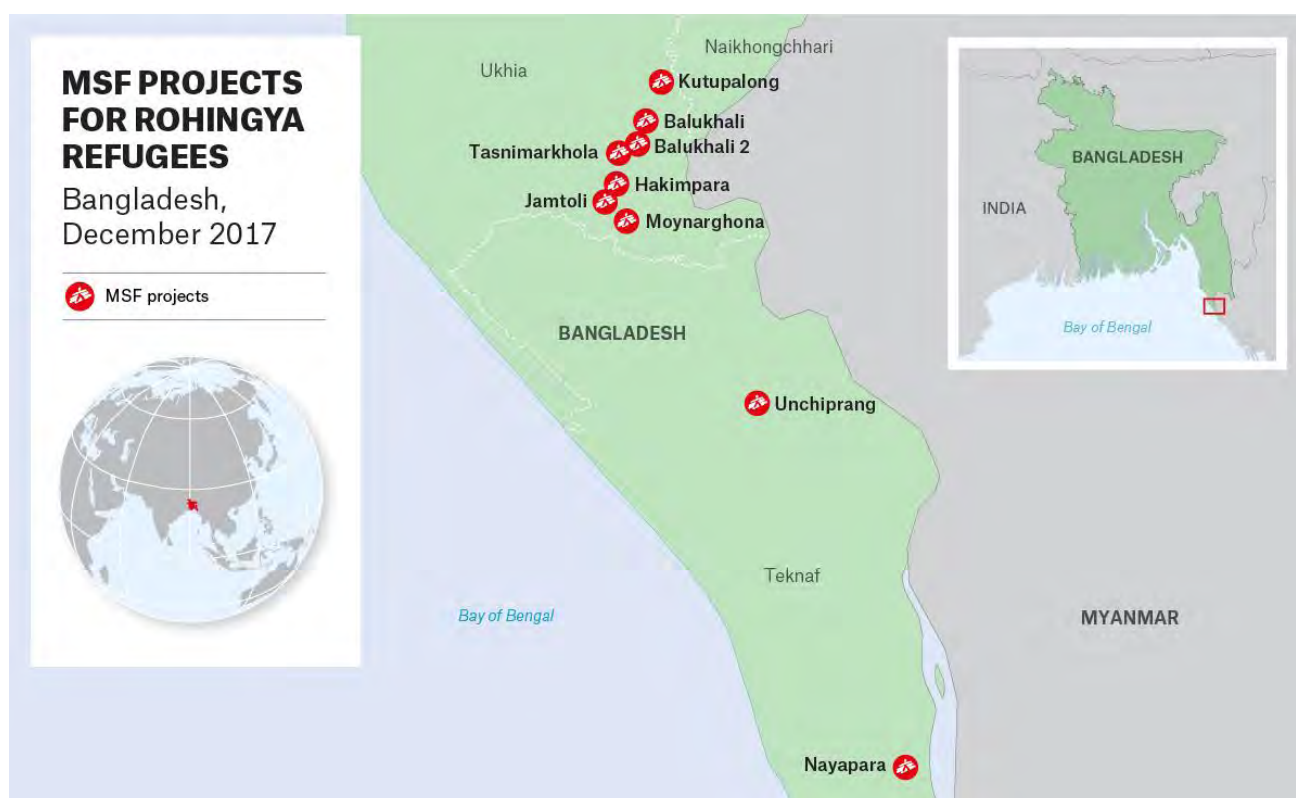 MSF PROJECTS
FOR ROHINGYA
REFUGEES
Bangladesh,
December 2017
MSF projects
Ukhia
Naikhongchhari
Kutupalong
Balukhali
Balukhali 2
Tasnimarkhola
Hakimpara
Jamtoli
Moynarghona
BANGLADESH
Unchiprang
Teknaf
Bay of Bengal
MYANMAR
Nayapara
BANGLADESH
INDIA
Bay of Bengal